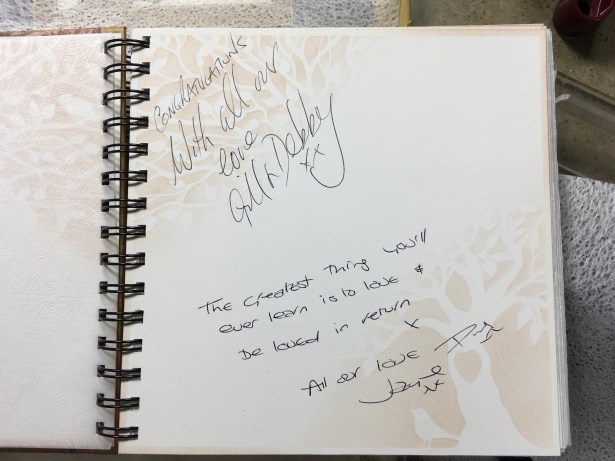 CONGRATULATIONS
With all our
love
Gill n Debby
xx
The Greatest Thing you'll
ever learn is to love &
be loved in return
x
All our love
xx